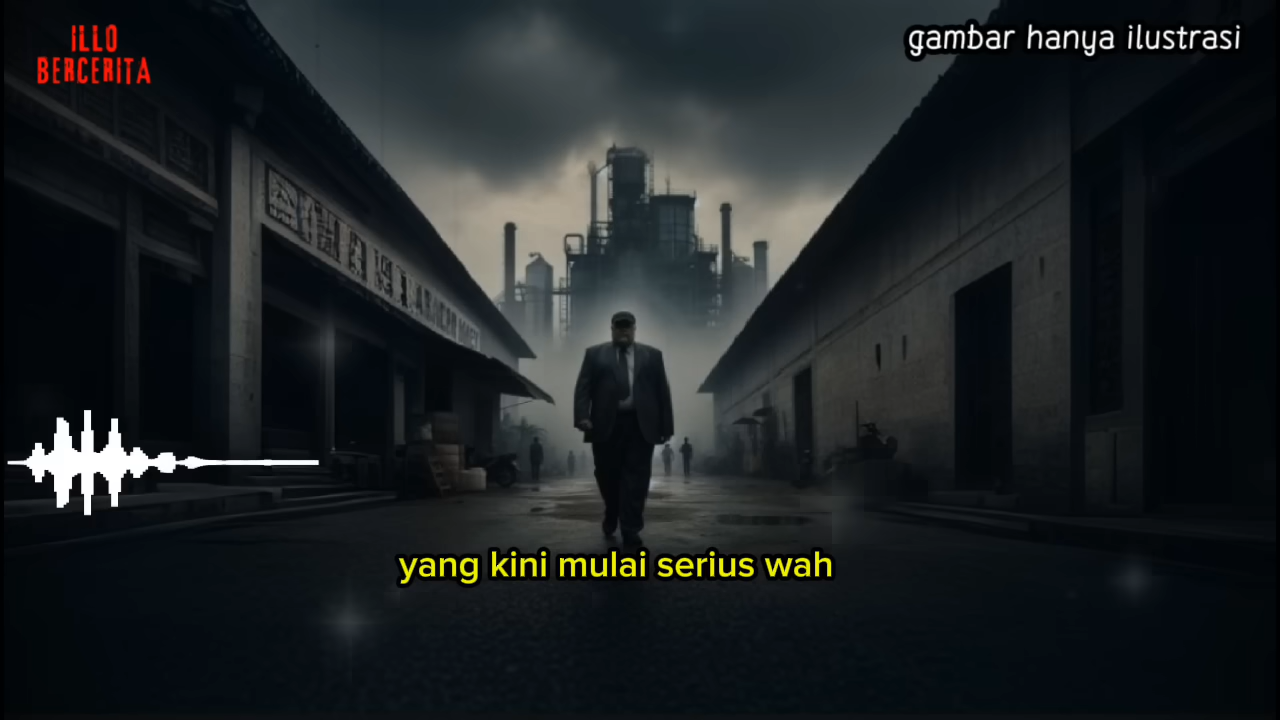 ILLO
BERCERITA
gambar hanya ilustrasi
yang kini mulai serius wah